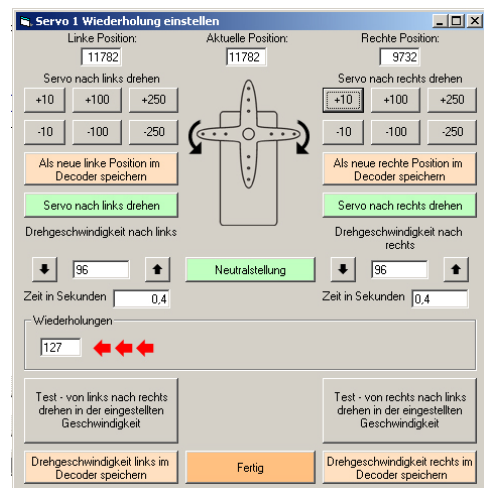 Servo 1 Wiederholung einstellen
Linke Position: Aktuelle Position: Rechte Position:
11782 11782 9732
Servo nach links drehen Servo nach rechts drehen
+10 +100 +250 +10 +100 +250
-10 -100 -250 -10 -100 -250
Als neue linke Position im Als neue rechte Position im
Decoder speichern Decoder speichern
Servo nach links drehen Servo nach rechts drehen
Drehgeschwindigkeit nach links Drehgeschwindigkeit nach
rechts
96 Neutralstellung 96
Zeit in Sekunden 0,4 Zeit in Sekunden 0,4
Wiederholungen
127
Test - von links nach rechts Test - von rechts nach links
drehen in der eingestellten drehen in der eingestellten
Geschwindigkeit Geschwindigkeit
Drehgeschwindigkeit links im Fertig Drehgeschwindigkeit rechts im
Decoder speichern Decoder speichern